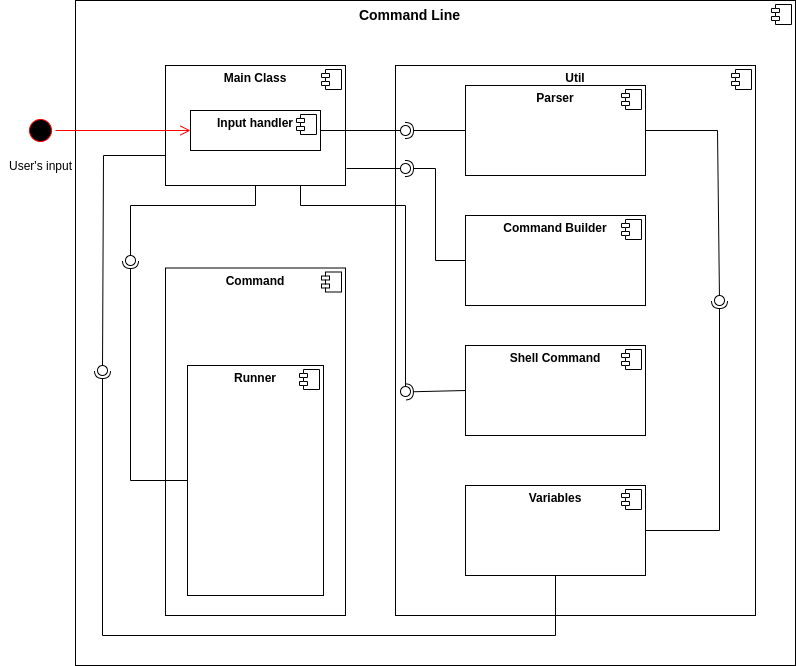 Command Line
Main Class
Util
Parser
Input handler
User's input
Command Builder
Command
Shell Command
Runner
Variables